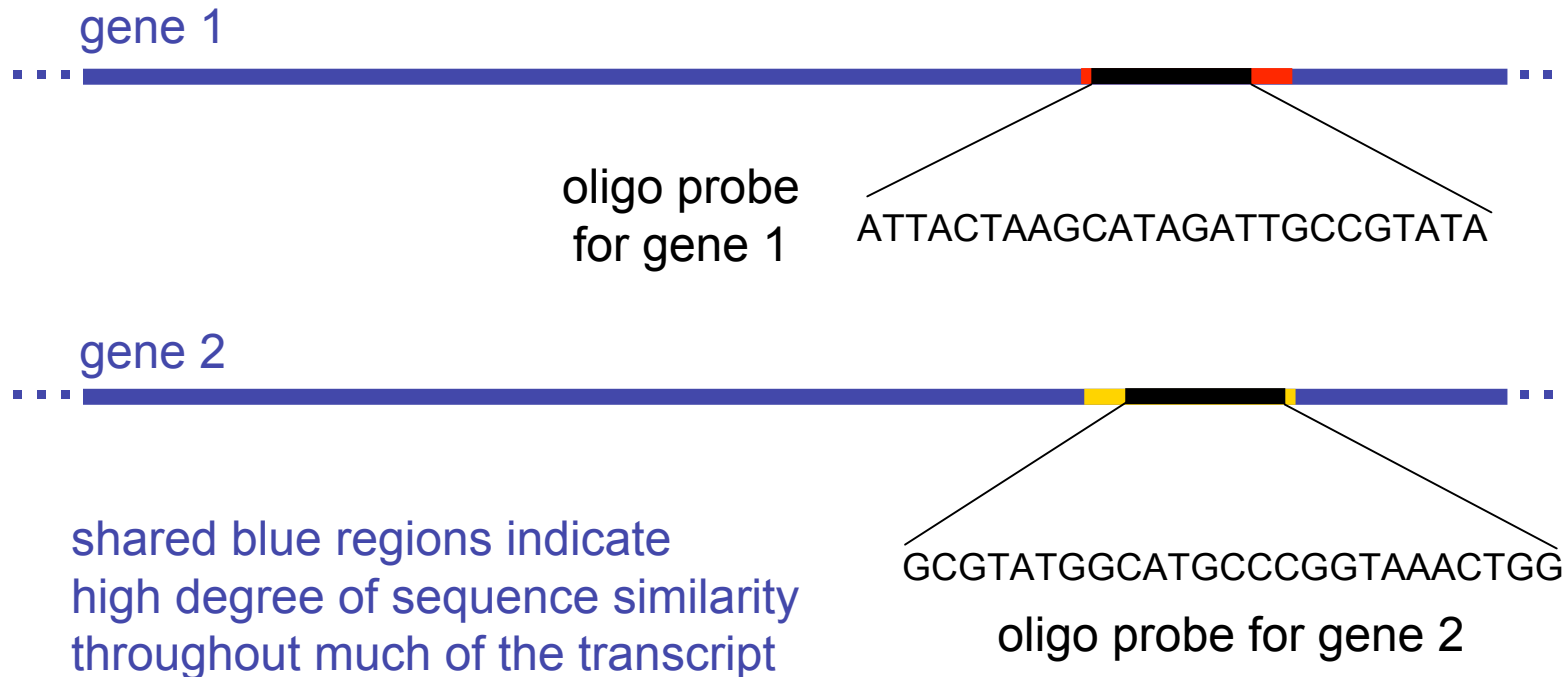 gene 1
oligo probe
for gene 1
ATTACTAAGCATAGATTGCCGTATA
gene 2
GCGTATGGCATGCCCGGTAAACTGG
oligo probe for gene 2
shared blue regions indicate
high degree of sequence similarity
throughout much of the transcript